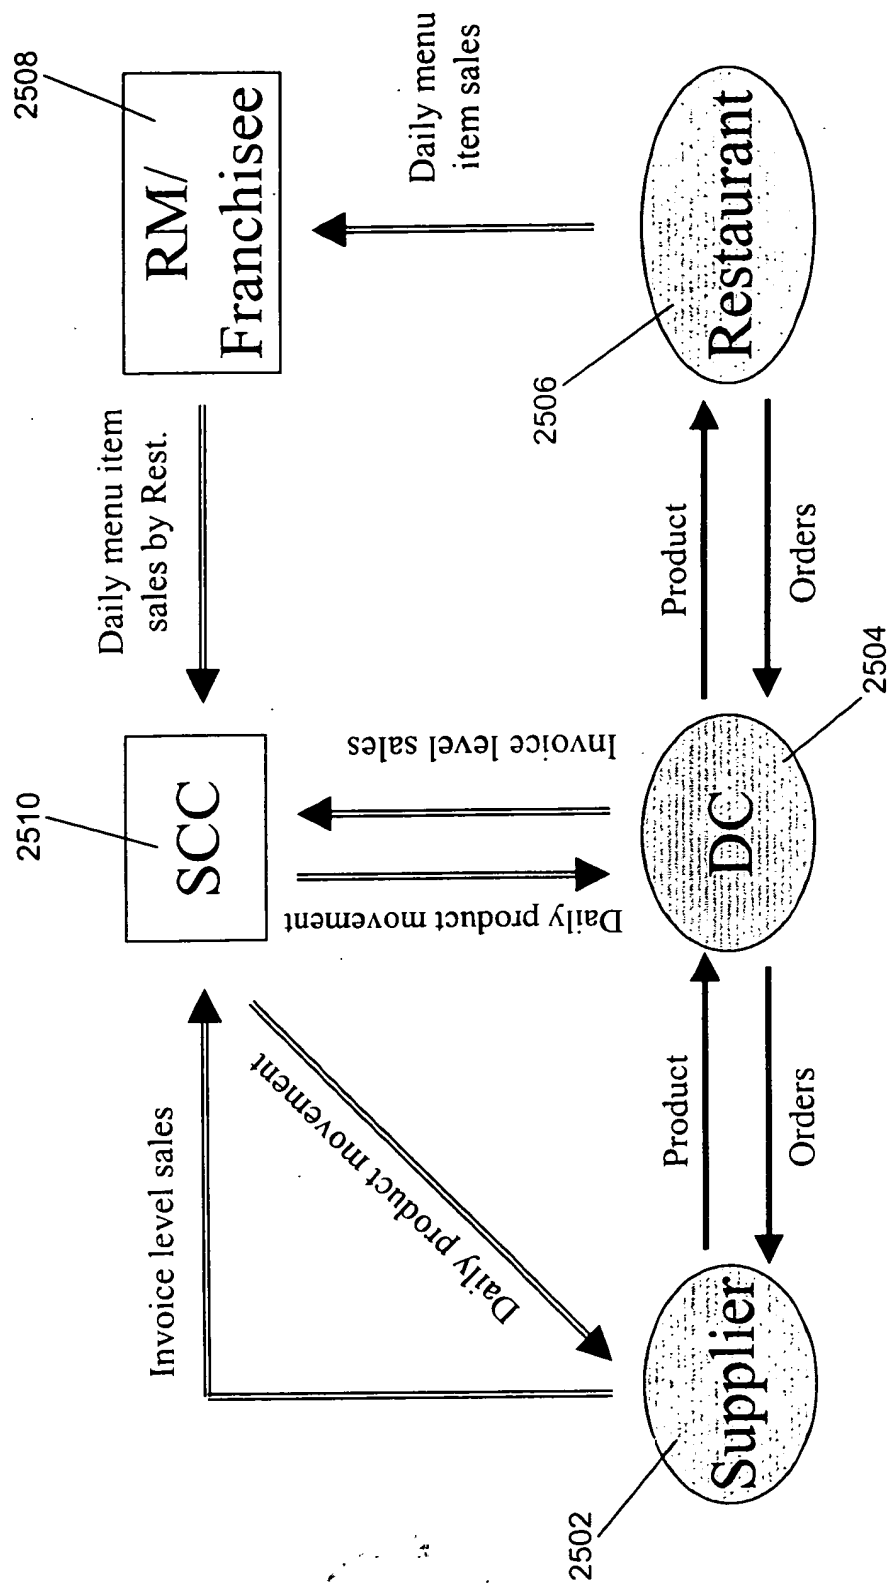 2510
2508
SCC
RM/
Franchisee
Invoice level sales
Daily menu item
sales by Rest.
Daily menu
item sales
Daily product movement
Daily product movement
Invoice level sales
2506
Supplier
DC
Restaurant
Product
Product
Orders
Orders
2502
2504